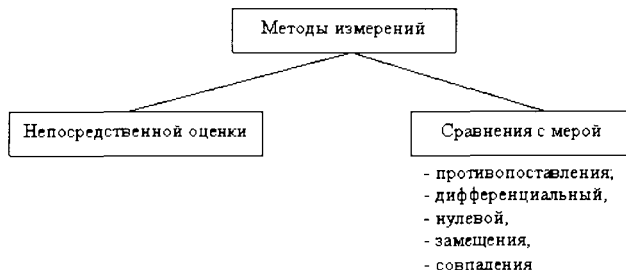 Методы измерений
Непосредственной оценки
Сравнения с мерой
- противопоставления;
- дифференциальный,
- нулевой,
- замещения,
- совпадения